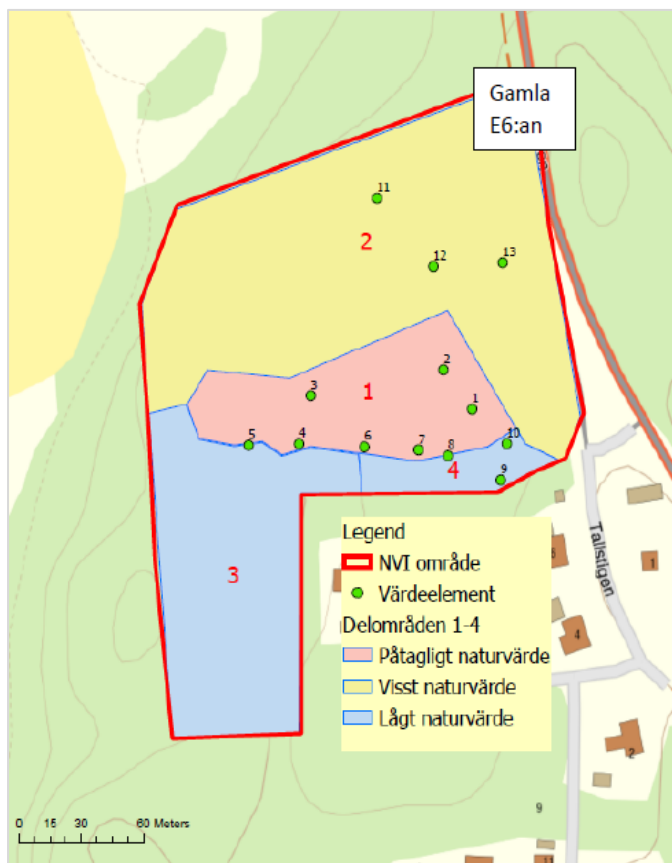 Gamla
E6:an
11
2
12
13
2
3
1
1
5
4
6
7
8
10
4
9
3
Legend
NVI område
Värdeelement
Delområden 1-4
Påtagligt naturvärde
Visst naturvärde
Lågt naturvärde
Tallstigen
6
1
4
2
9
11
0 15 30 60 Meters